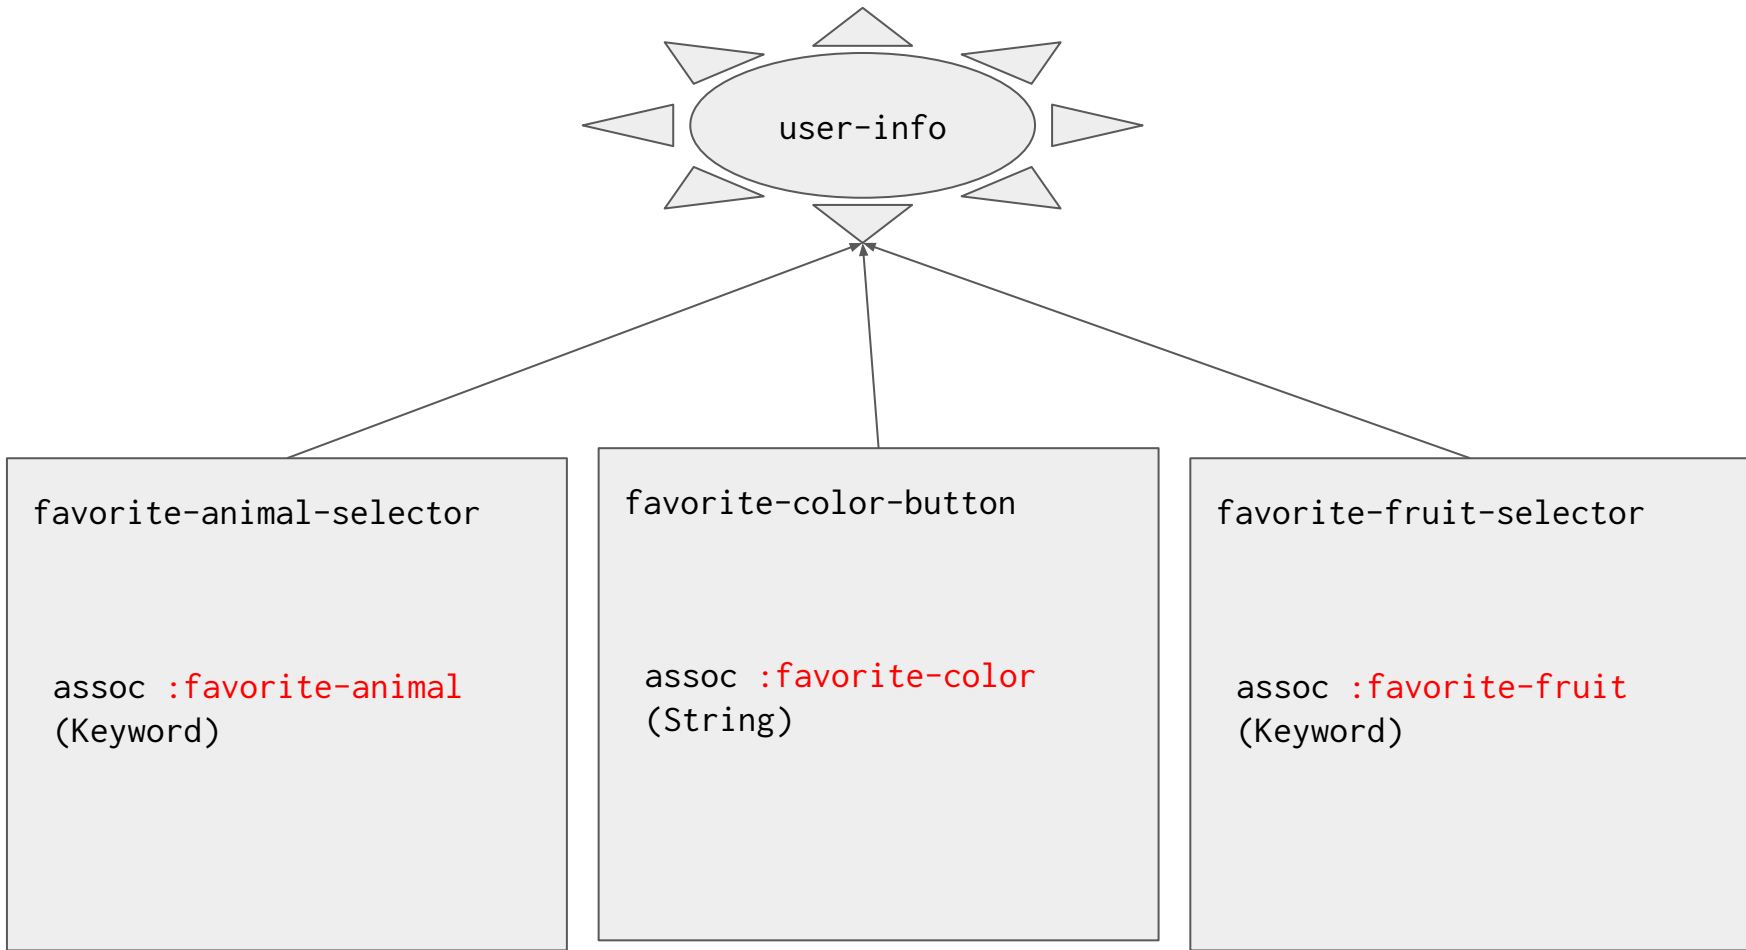 user-info
favorite-animal-selector
assoc :favorite-animal
(Keyword)
favorite-color-button
assoc :favorite-color
(String)
favorite-fruit-selector
assoc :favorite-fruit
(Keyword)